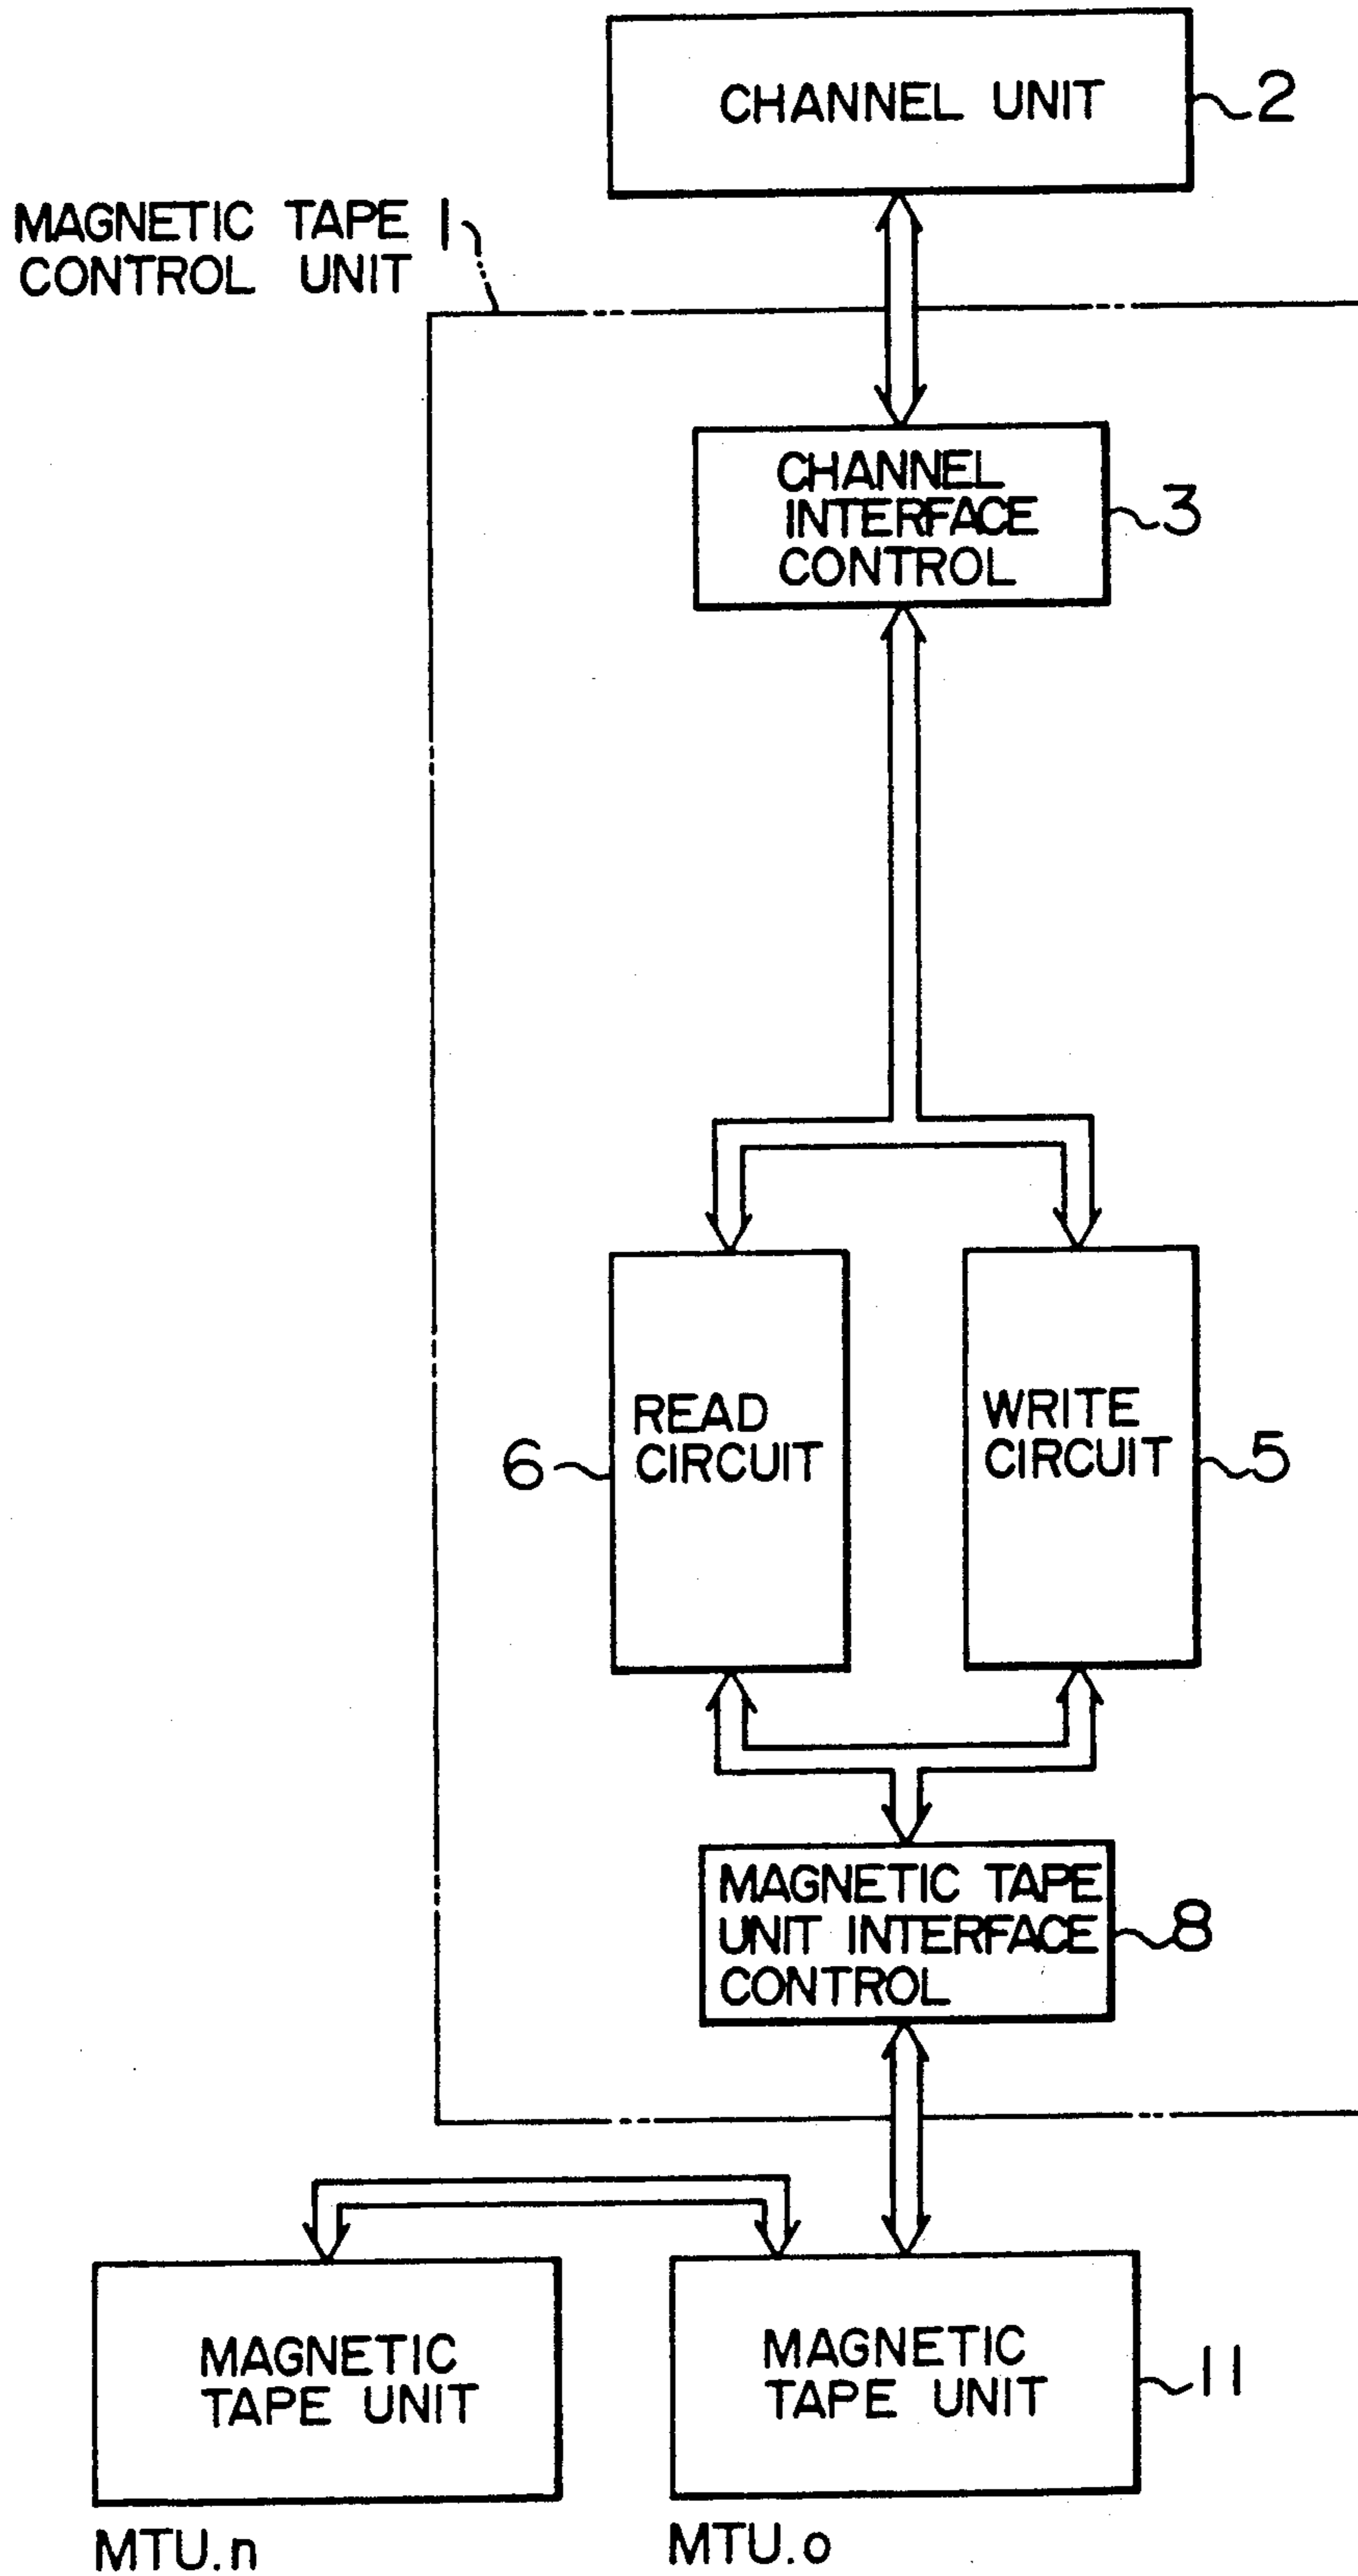 CHANNEL UNIT
2
MAGNETIC TAPE 1
CONTROL UNIT
CHANNEL
INTERFACE
CONTROL
3
READ
CIRCUIT
6
WRITE
CIRCUIT
5
MAGNETIC TAPE
UNIT INTERFACE
CONTROL
8
MAGNETIC
TAPE UNIT
MAGNETIC
TAPE UNIT
11
MTU.n
MTU.o